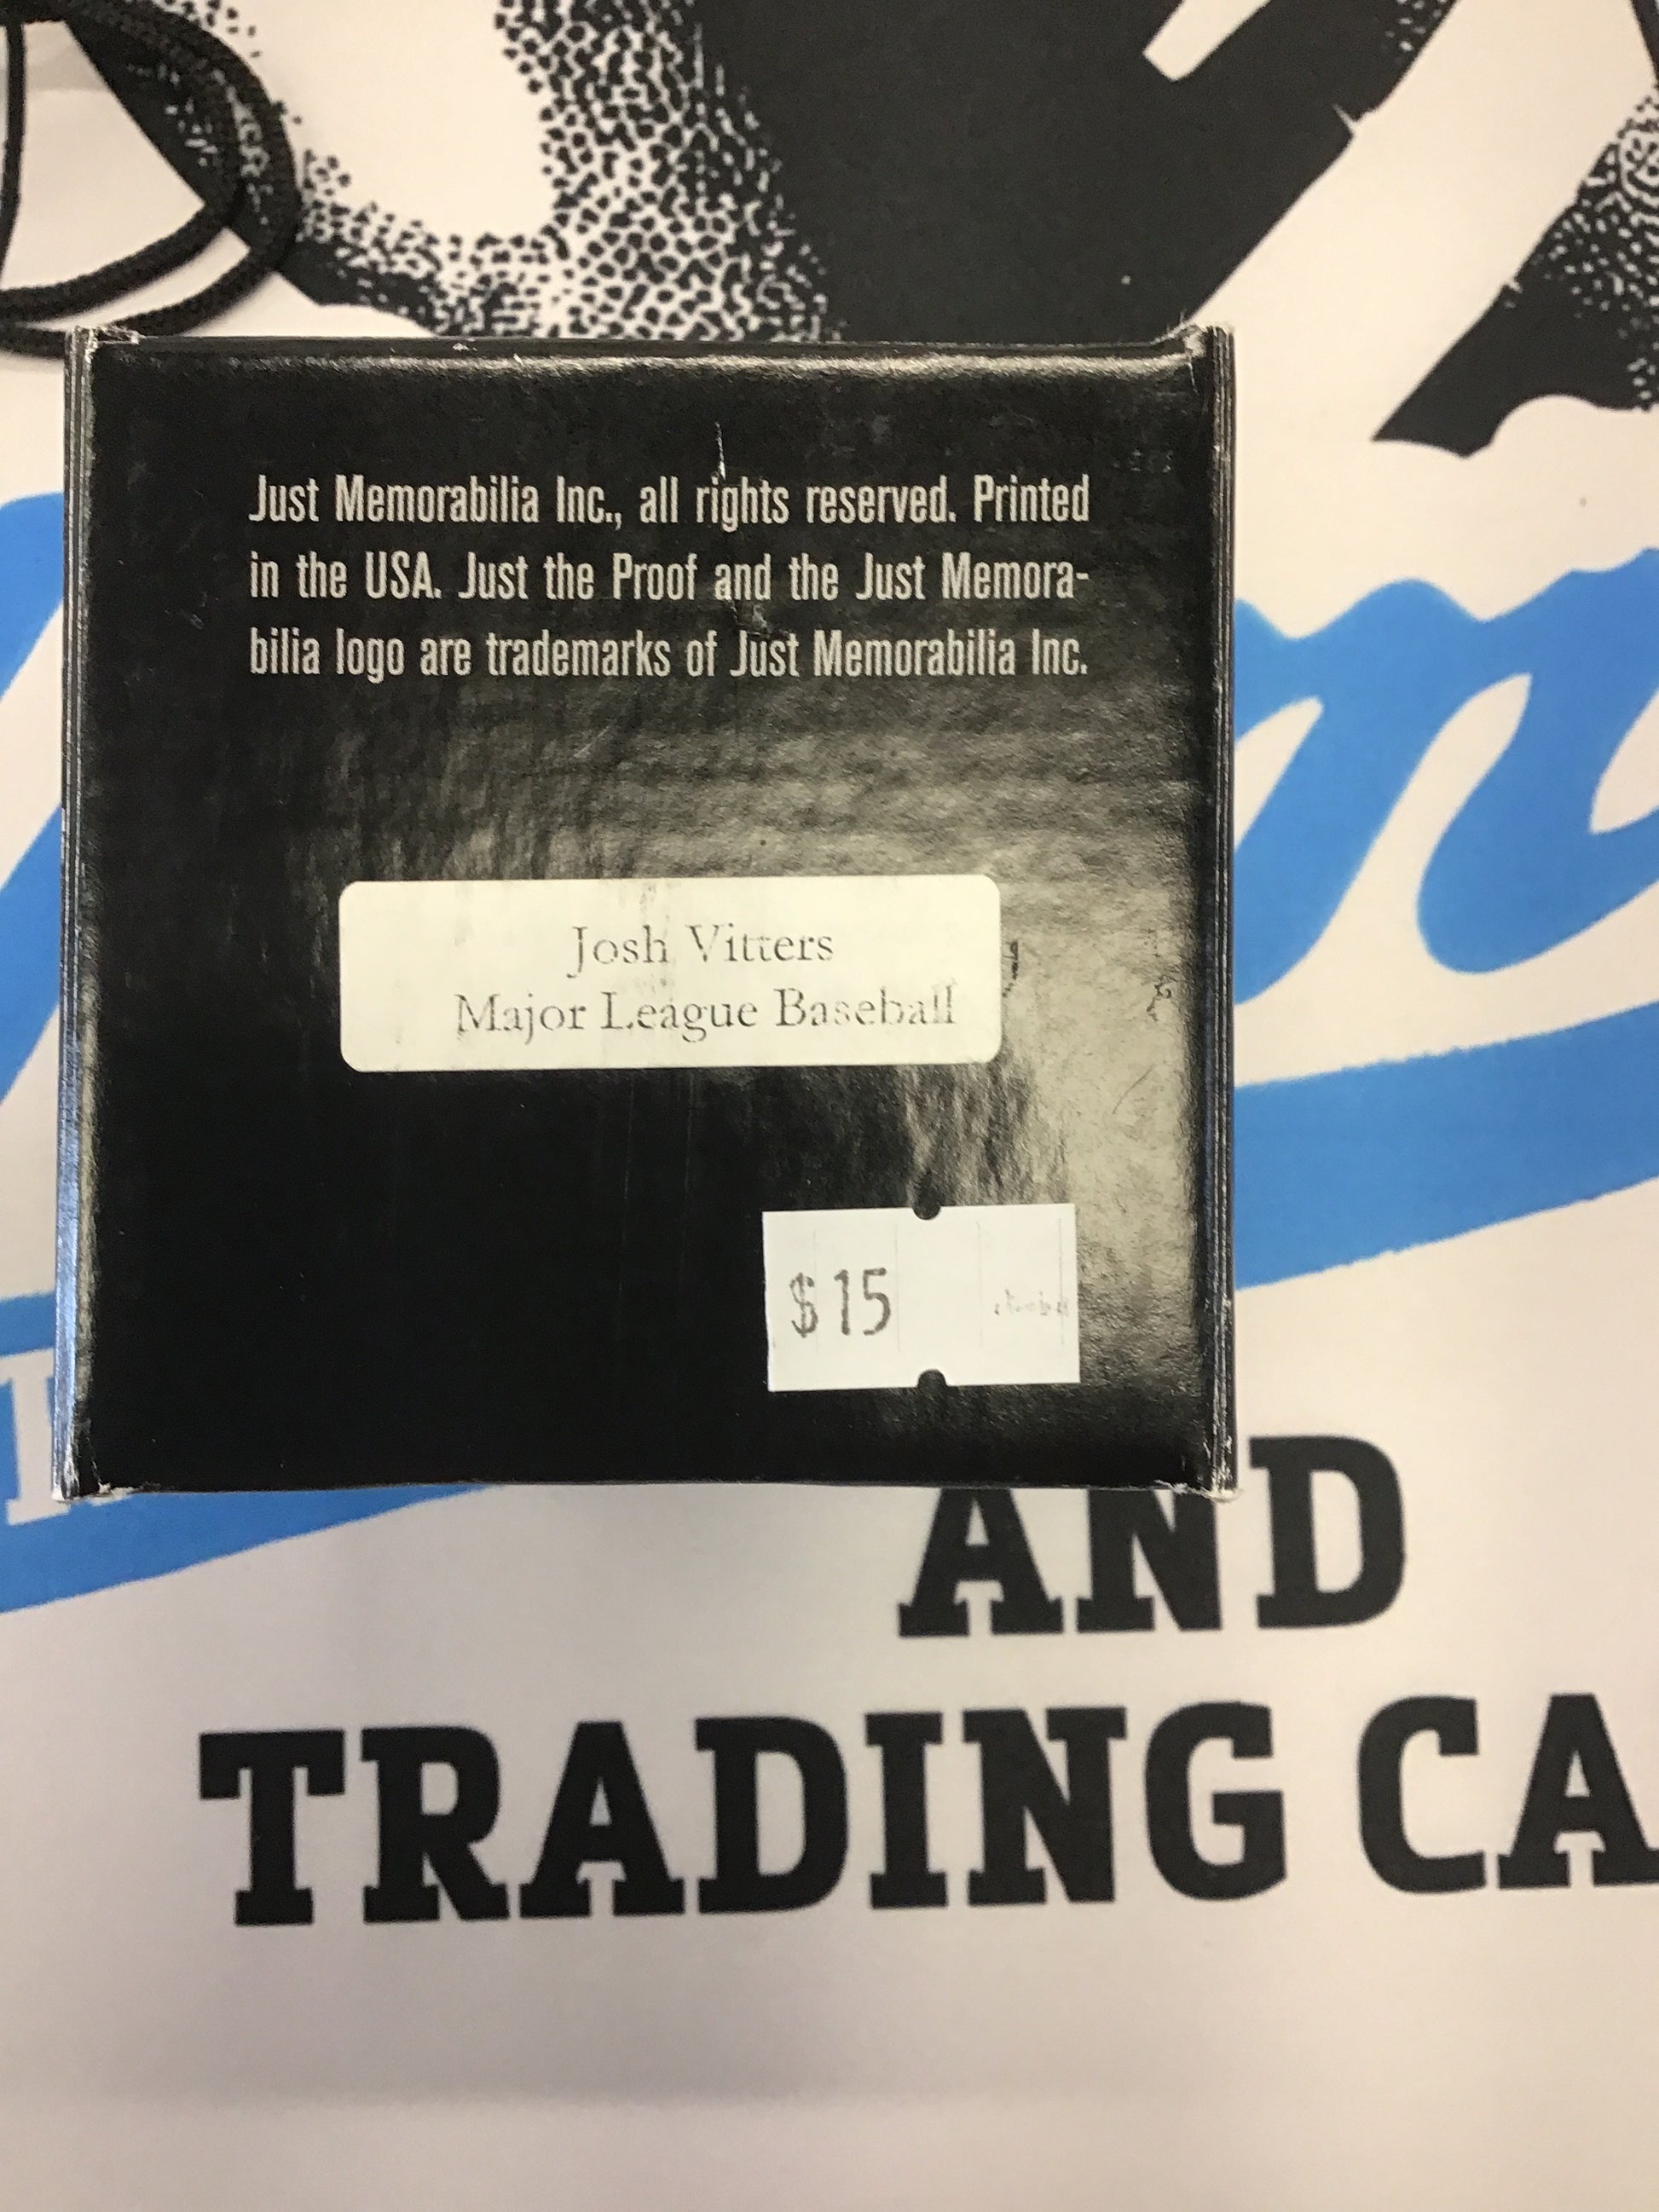 Just Memorabilia Inc., all rights reserved. Printed
in the USA. Just the Proof and the Just Memora-
bilia logo are trademarks of Just Memorabilia Inc.
Josh Vitters
Major League Baseball
$15
AND
TRADING CA